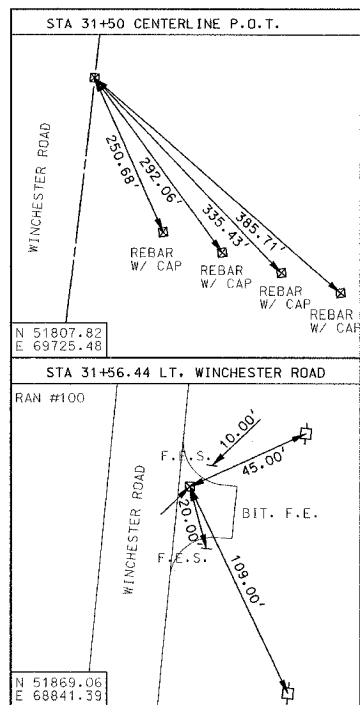 STA 31+50 CENTERLINE P.O.T.
WINCHESTER ROAD
250.68'
292.06'
335.43'
385.71'
REBAR
W/ CAP
REBAR
W/ CAP
REBAR
W/ CAP
REBAR
W/ CAP
N 51807.82
E 69725.48
STA 31+56.44 LT. WINCHESTER ROAD
RAN #100
WINCHESTER ROAD
F.E.S.
10.00'
45.00'
BIT. F.E.
20.00'
F.E.S.
109.00'
N 51869.06
E 68841.39